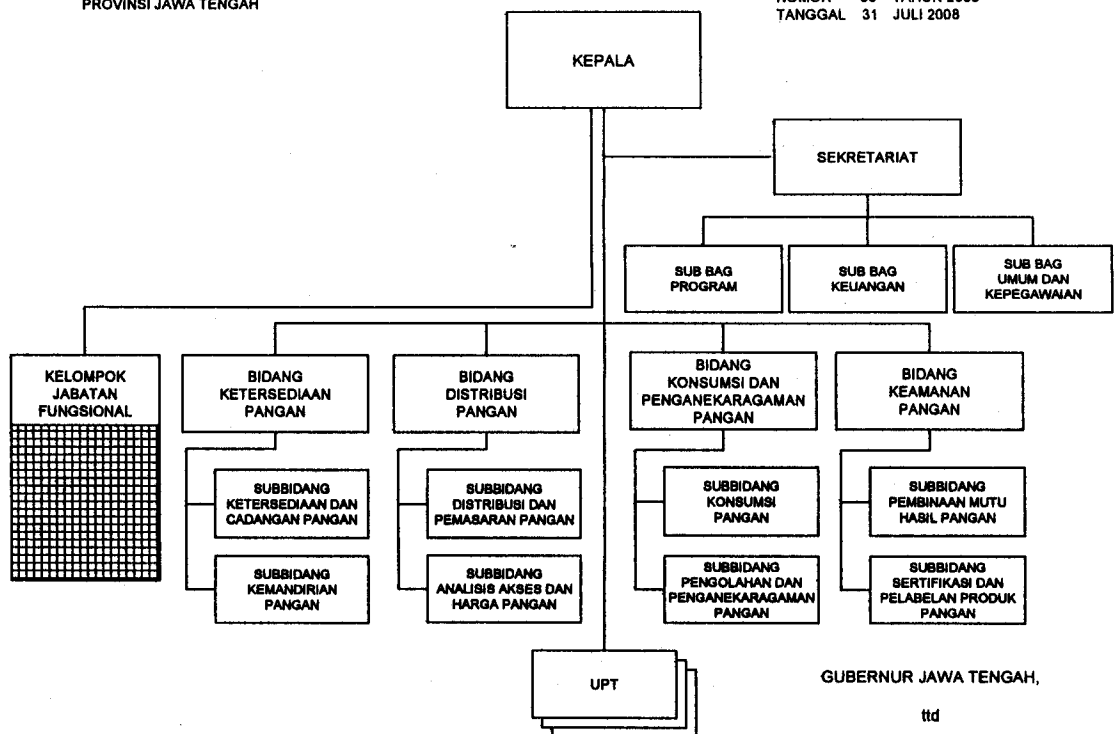 PROVINSI JAWA TENGAH
TANGGAL 31 JULI 2008
KEPALA
SEKRETARIAT
SUB BAG
PROGRAM
SUB BAG
KEUANGAN
SUB BAG
UMUM DAN
KEPEGAWAIAN
KELOMPOK
JABATAN
FUNGSIONAL
BIDANG
KETERSEDIAAN
PANGAN
BIDANG
DISTRIBUSI
PANGAN
BIDANG
KONSUMSI DAN
PENGANEKARAGAMAN
PANGAN
BIDANG
KEAMANAN
PANGAN
SUBBIDANG
KETERSEDIAAN DAN
CADANGAN PANGAN
SUBBIDANG
DISTRIBUSI DAN
PEMASARAN PANGAN
SUBBIDANG
KONSUMSI
PANGAN
SUBBIDANG
PEMBINAAN MUTU
HASIL PANGAN
SUBBIDANG
KEMANDIRIAN
PANGAN
SUBBIDANG
ANALISIS AKSES DAN
HARGA PANGAN
SUBBIDANG
PENGOLAHAN DAN
PENGANEKARAGAMAN
PANGAN
SUBBIDANG
SERTIFIKASI DAN
PELABELAN PRODUK
PANGAN
UPT
GUBERNUR JAWA TENGAH,
ttd